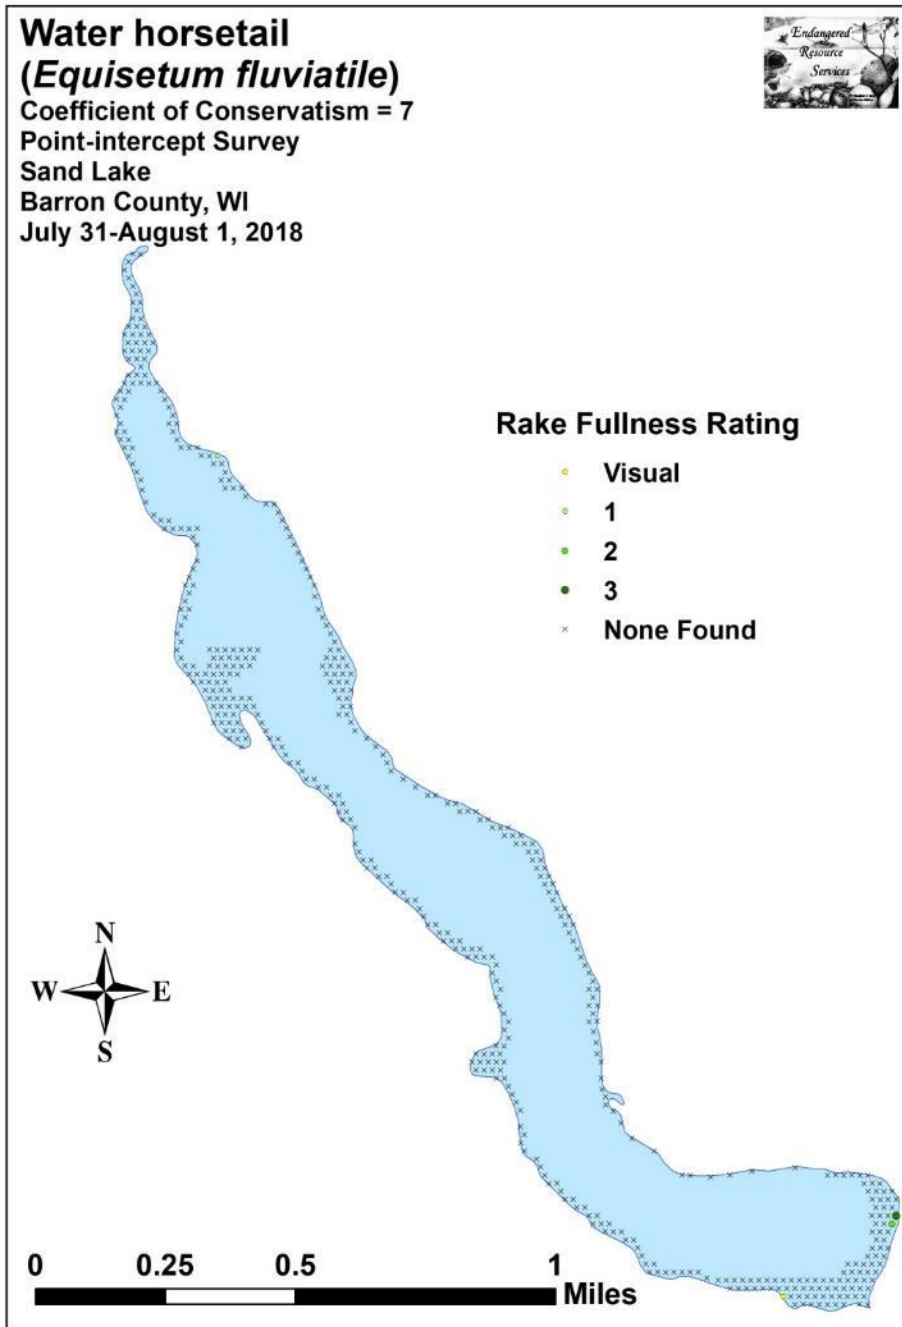 Water horsetail
(Equisetum fluviatile)
Coefficient of Conservatism = 7
Point-intercept Survey
Sand Lake
Barron County, WI
July 31-August 1, 2018
Endangered
Resource
Services
Rake Fullness Rating
Visual
1
2
3
None Found
N
W E
S
0 0.25 0.5 1
Miles